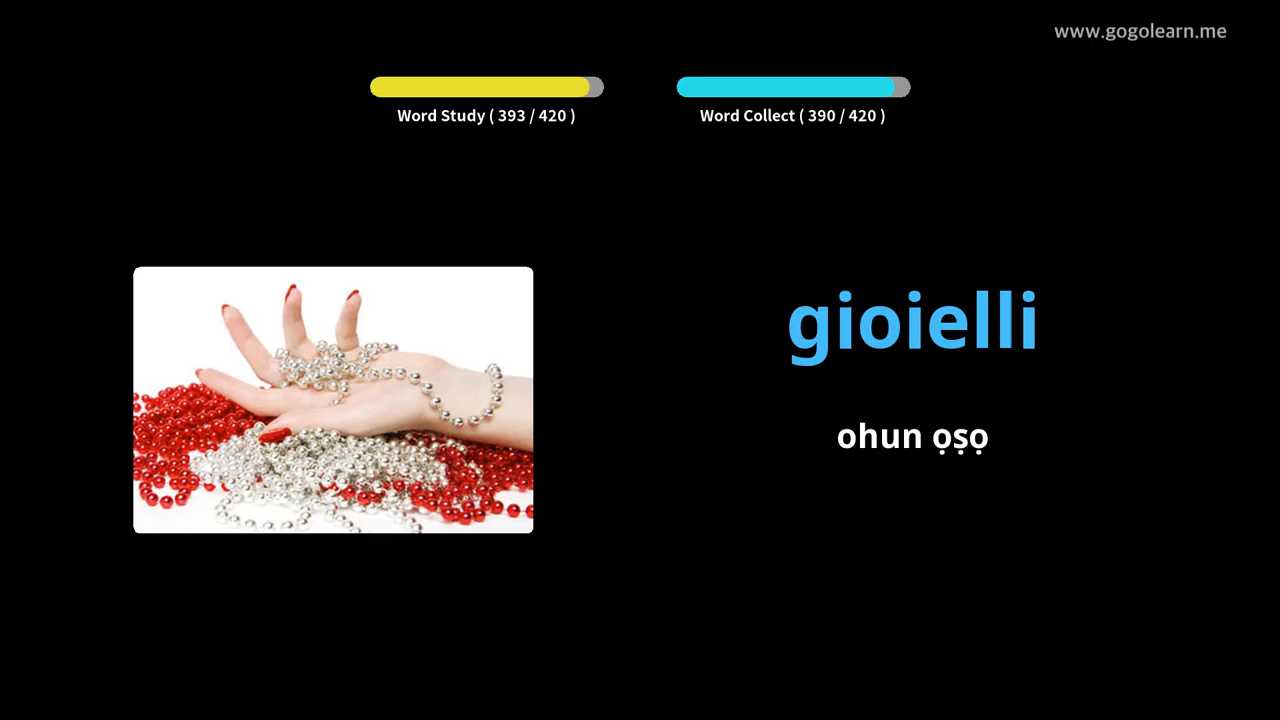 www.gogolearn.me
Word Study ( 393 / 420 )
Word Collect ( 390 / 420 )
gioielli
ohun ọṣọ